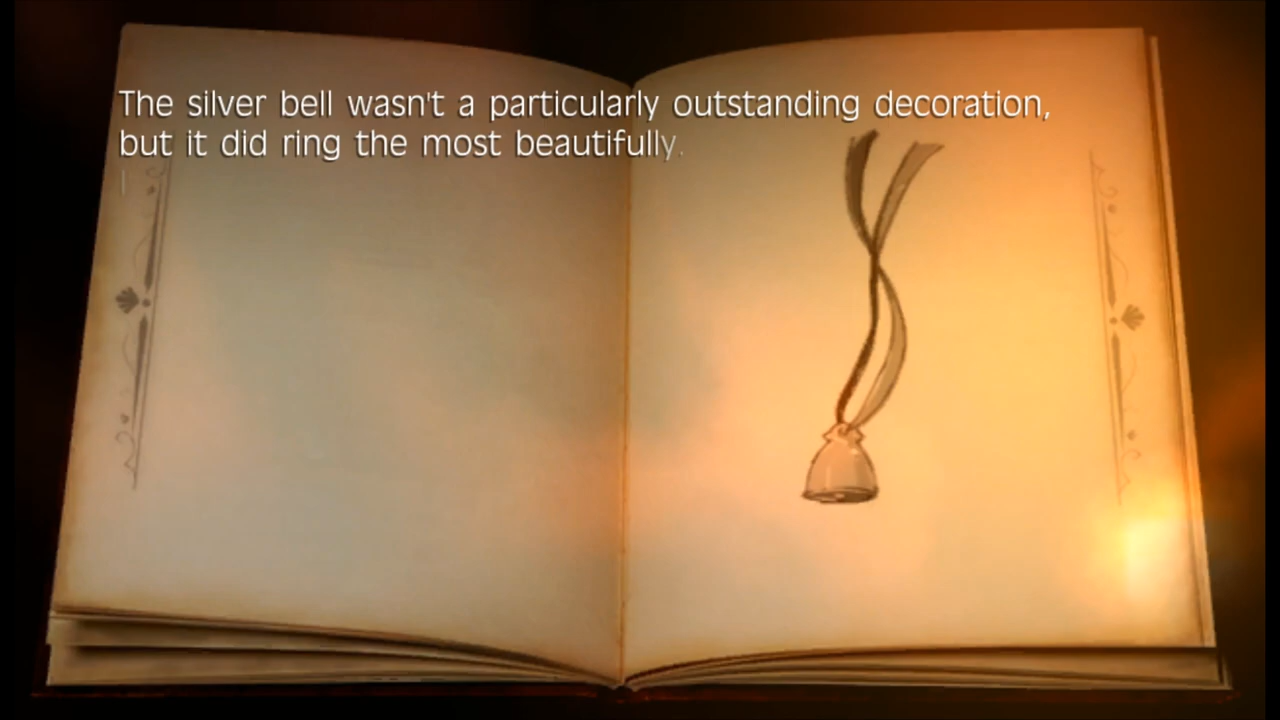 The silver bell wasn't a particularly outstanding decoration,
but it did ring the most beautifully.